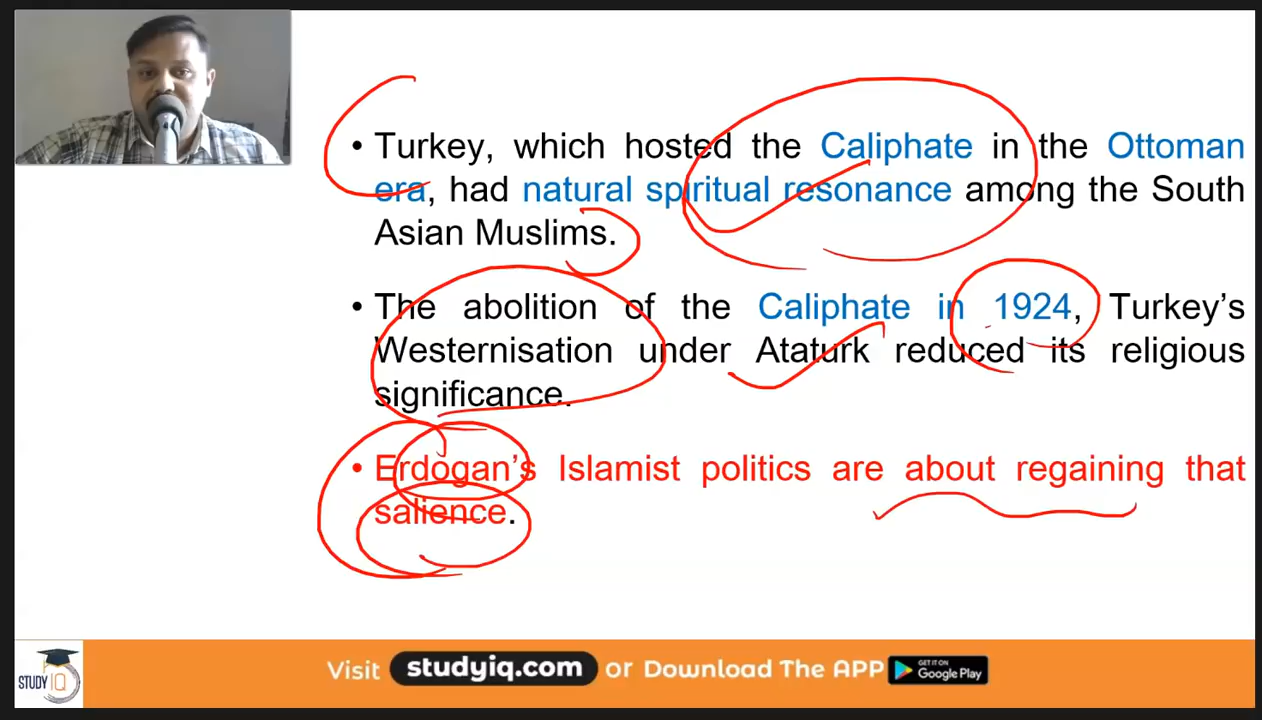 • Turkey, which hosted the Caliphate in the Ottoman
era, had natural spiritual resonance among the South
Asian Muslims.
• The abolition of the Caliphate in 1924, Turkey's
Westernisation under Ataturk reduced its religious
significance.
• Erdogan's Islamist politics are about regaining that
salience.
STUDY IQ
Visit studyiq.com or Download The APP GET IT ON Google Play